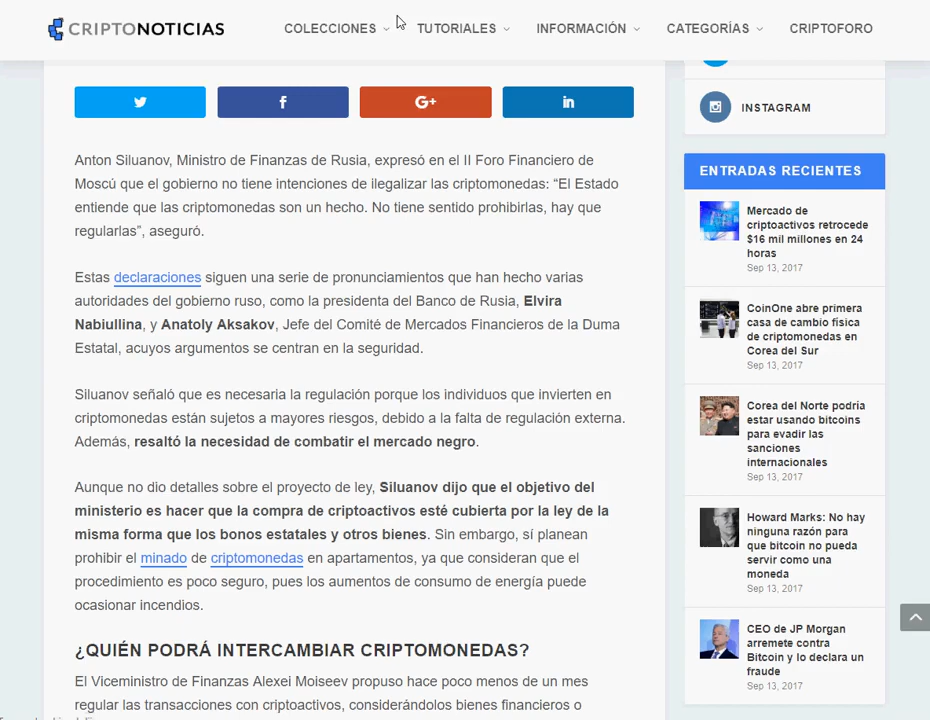 CRIPTONOTICIAS
COLECCIONES
TUTORIALES
INFORMACIÓN
CATEGORÍAS
CRIPTOFORO
G+
in
INSTAGRAM
Anton Siluanov, Ministro de Finanzas de Rusia, expresó en el II Foro Financiero de
Moscú que el gobierno no tiene intenciones de ilegalizar las criptomonedas: “El Estado
entiende que las criptomonedas son un hecho. No tiene sentido prohibirlas, hay que
regularlas”, aseguró.
Estas declaraciones siguen una serie de pronunciamientos que han hecho varias
autoridades del gobierno ruso, como la presidenta del Banco de Rusia, Elvira
Nabiullina, y Anatoly Aksakov, Jefe del Comité de Mercados Financieros de la Duma
Estatal, acuyos argumentos se centran en la seguridad.
Siluanov señaló que es necesaria la regulación porque los individuos que invierten en
criptomonedas están sujetos a mayores riesgos, debido a la falta de regulación externa.
Además, resaltó la necesidad de combatir el mercado negro.
Aunque no dio detalles sobre el proyecto de ley, Siluanov dijo que el objetivo del
ministerio es hacer que la compra de criptoactivos esté cubierta por la ley de la
misma forma que los bonos estatales y otros bienes. Sin embargo, sí planean
prohibir el minado de criptomonedas en apartamentos, ya que consideran que el
procedimiento es poco seguro, pues los aumentos de consumo de energía puede
ocasionar incendios.
¿QUIÉN PODRÁ INTERCAMBIAR CRIPTOMONEDAS?
El Viceministro de Finanzas Alexei Moiseev propuso hace poco menos de un mes
regular las transacciones con criptoactivos, considerándolos bienes financieros o
ENTRADAS RECIENTES
Mercado de
criptoactivos retrocede
$16 mil millones en 24
horas
Sep 13, 2017
CoinOne abre primera
casa de cambio física
de criptomonedas en
Corea del Sur
Sep 13, 2017
Corea del Norte podría
estar usando bitcoins
para evadir las
sanciones
internacionales
Sep 13, 2017
Howard Marks: No hay
ninguna razón para
que bitcoin no pueda
servir como una
moneda
Sep 13, 2017
CEO de JP Morgan
arremete contra
Bitcoin y lo declara un
fraude
Sep 13, 2017